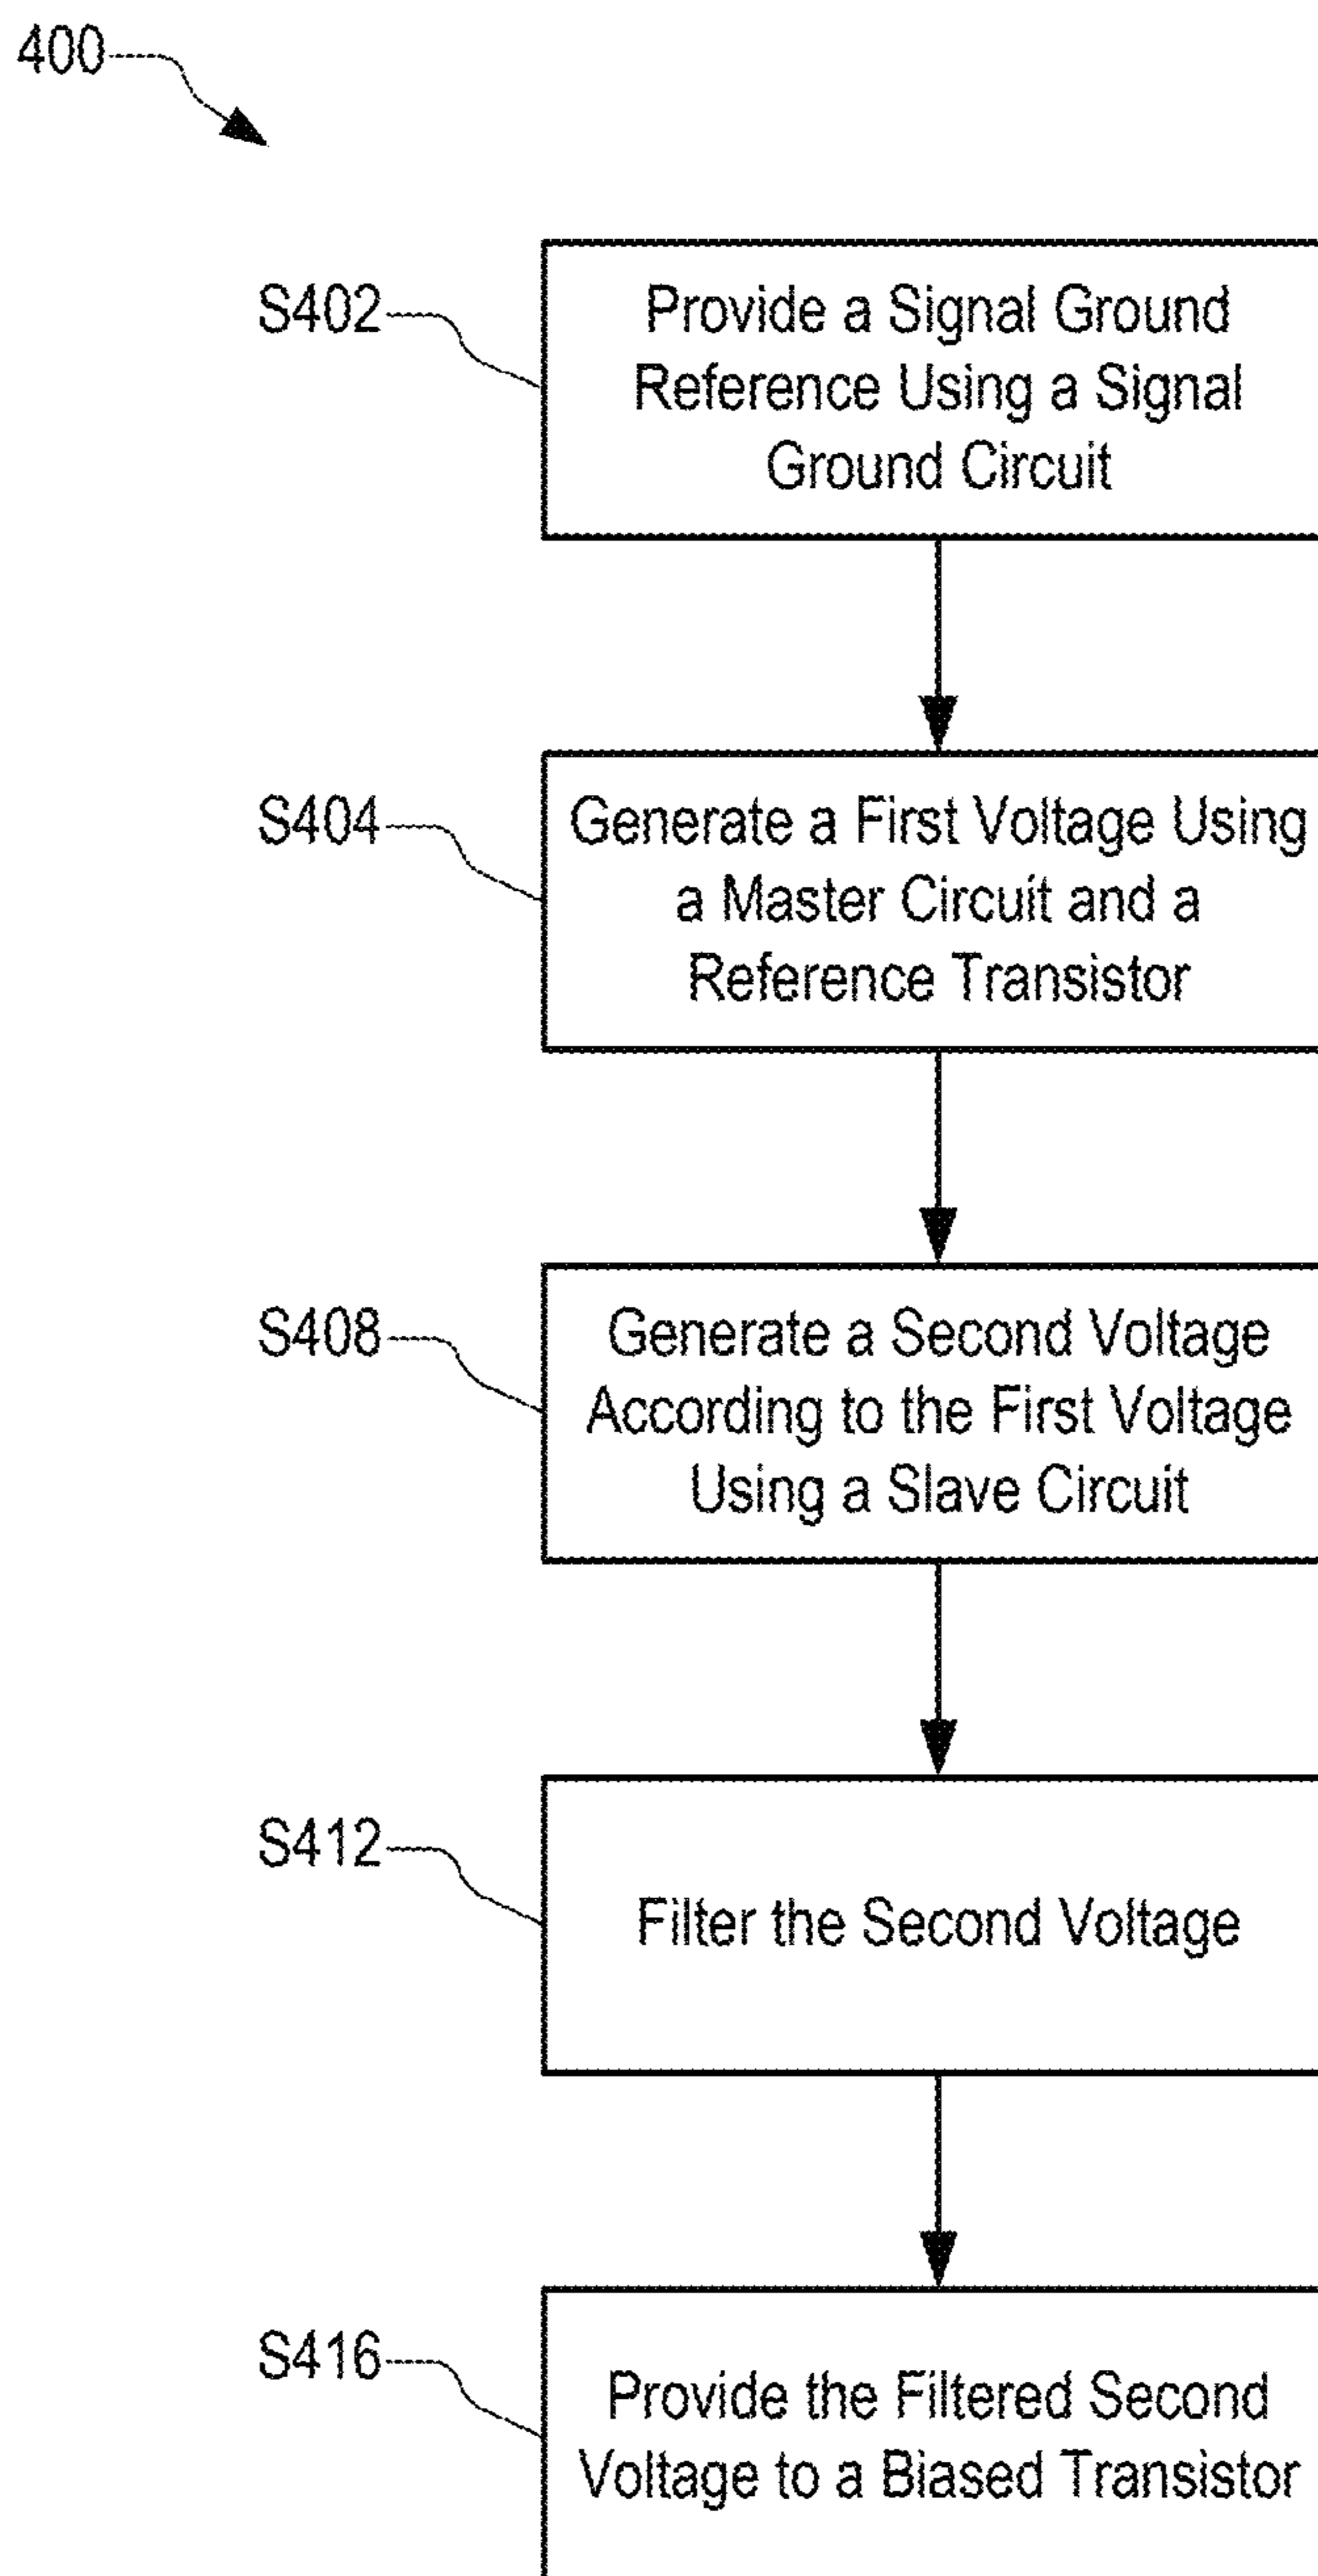 400
S402
Provide a Signal Ground
Reference Using a Signal
Ground Circuit
S404
Generate a First Voltage Using
a Master Circuit and a
Reference Transistor
S408
Generate a Second Voltage
According to the First Voltage
Using a Slave Circuit
S412
Filter the Second Voltage
S416
Provide the Filtered Second
Voltage to a Biased Transistor